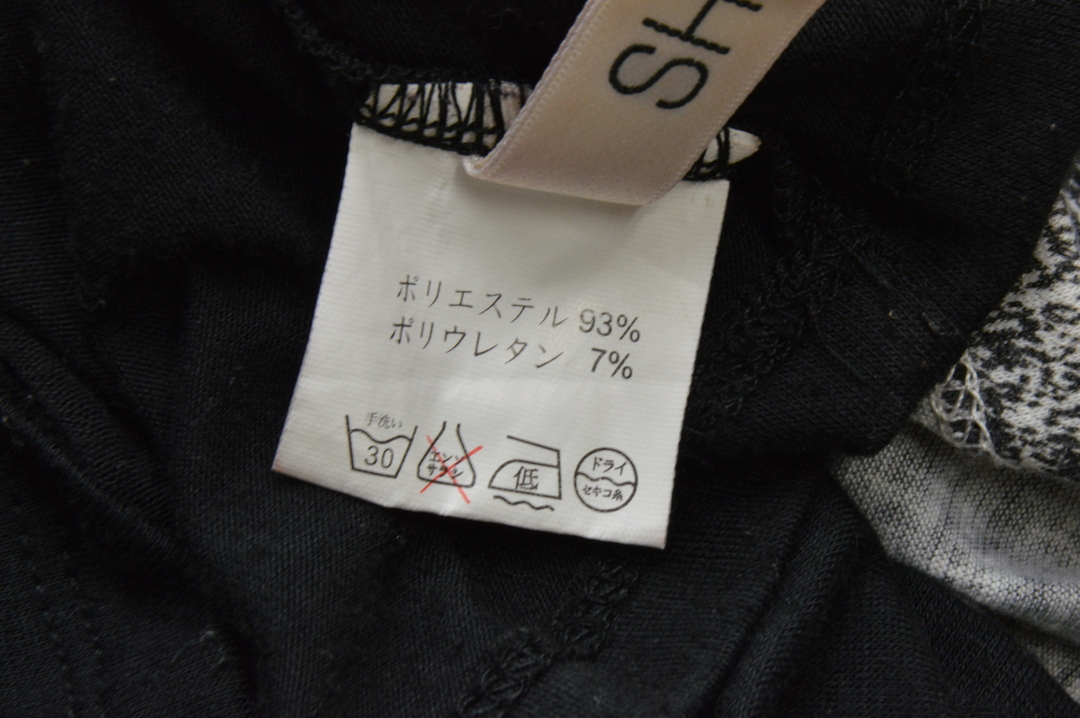 SH
ポリエステル 93%
ポリウレタン 7%
手洗い
30
エンソ
サラシ
低
ドライ
セキユ系